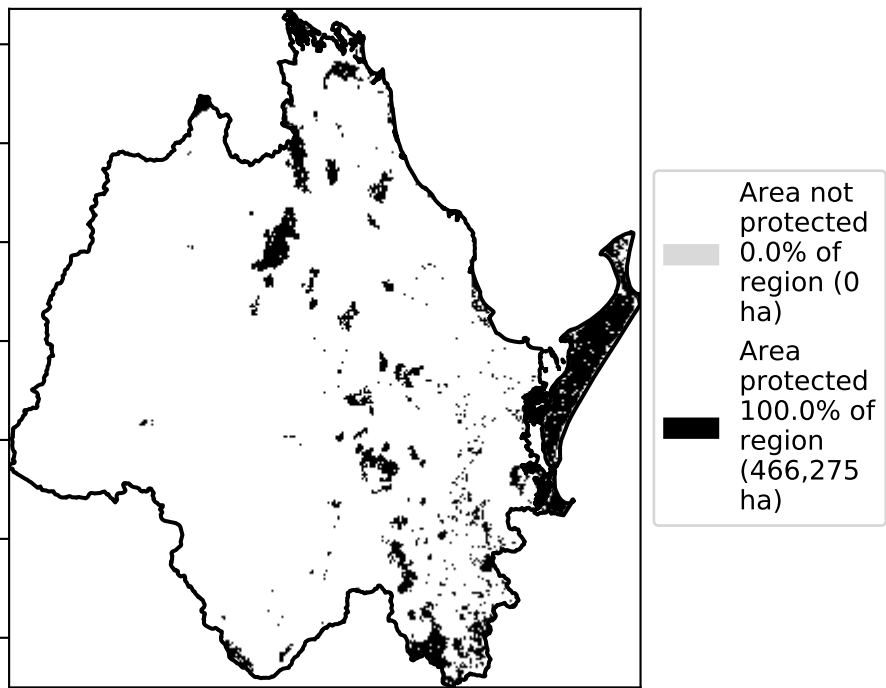 Area not
protected
0.0% of
region (0
ha)
Area
protected
100.0% of
region
(466,275
ha)